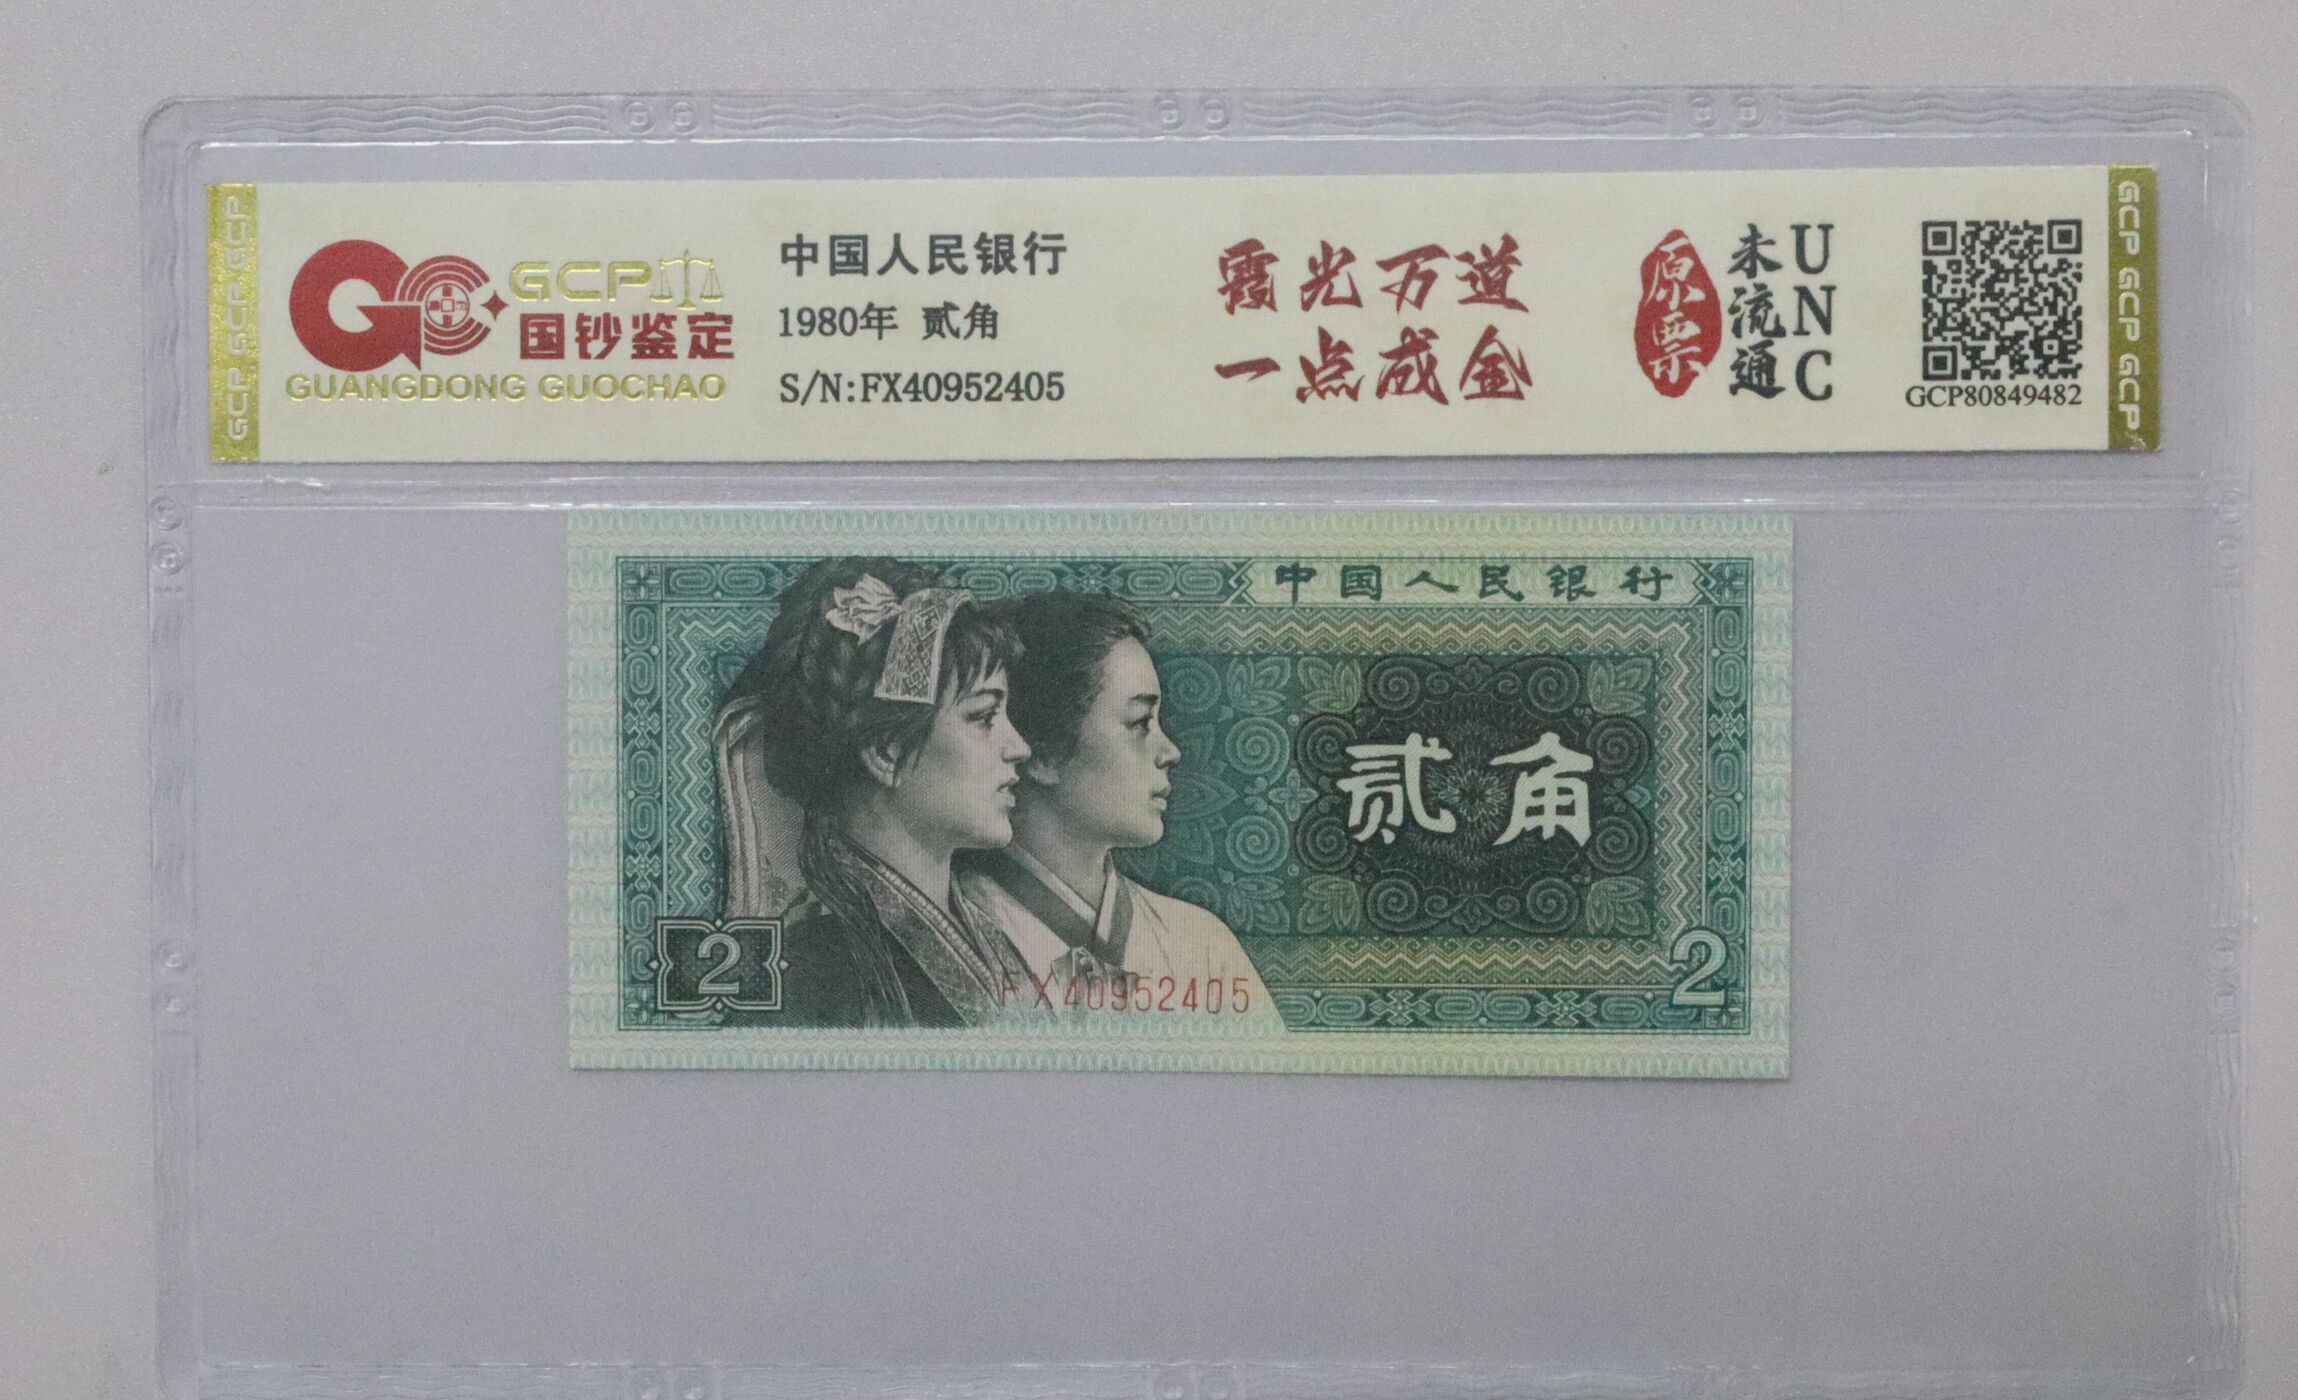 GCP GCP GCP
GCP
国钞鉴定
GUANGDONG GUOCHAO
中国人民银行
1980年 贰角
S/N:FX40952405
霞光万道
一点成金
原票
未流通
UNC
GCP80849482
GCP GCP GCP GCP
中国人民银行
贰角
2
FX40952405
2